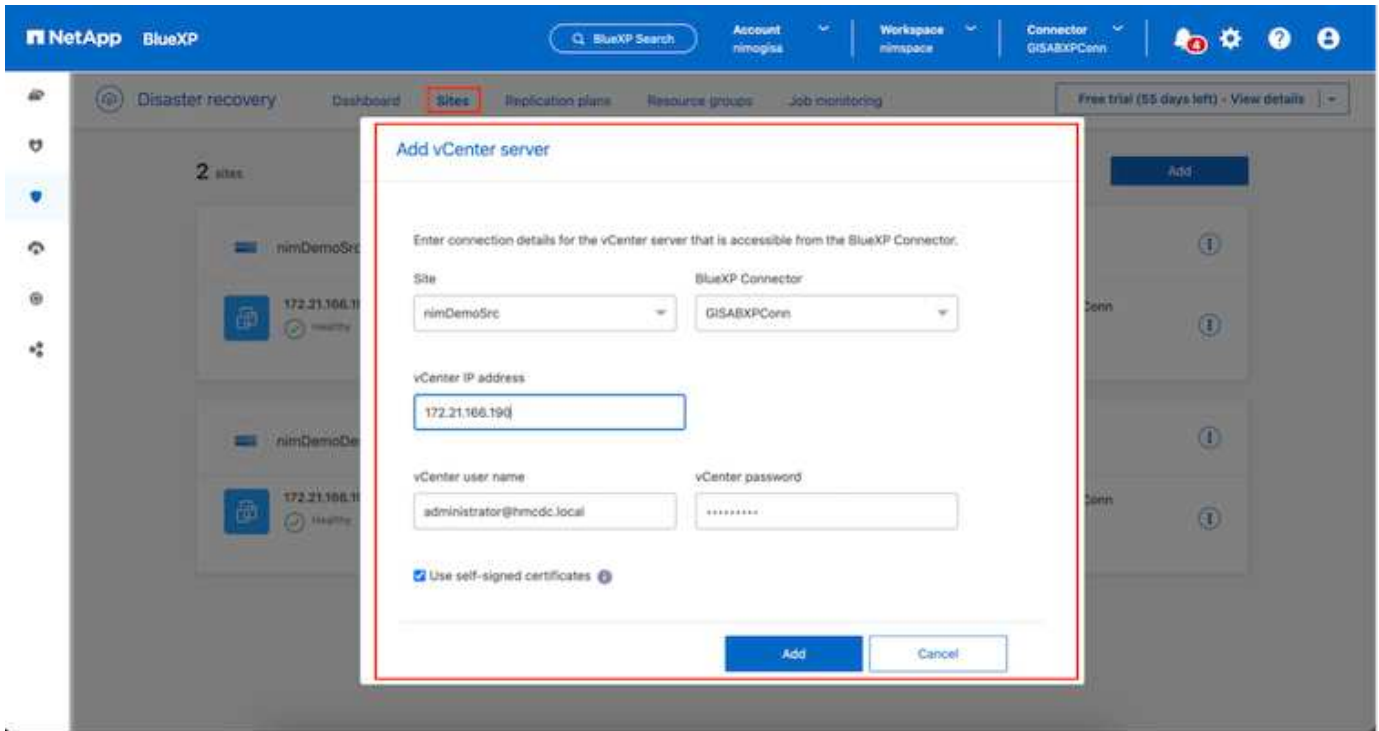 NetApp BlueXP
BlueXP Search
Account
nimogisa
Workspace
nimspace
Connector
GISABXPConn
4
Disaster recovery
Dashboard
Sites
Replication plans
Resource groups
Job monitoring
Free trial (55 days left) - View details
2 sites
Add
nimDemoSrc
172.21.166.1
Healthy
Conn
nimDemoDe
172.21.166.1
Healthy
Conn
Add vCenter server
Enter connection details for the vCenter server that is accessible from the BlueXP Connector.
Site
BlueXP Connector
nimDemoSrc
GISABXPConn
vCenter IP address
172.21.166.190
vCenter user name
vCenter password
administrator@hmcdc.local
•••••••••
Use self-signed certificates
Add
Cancel